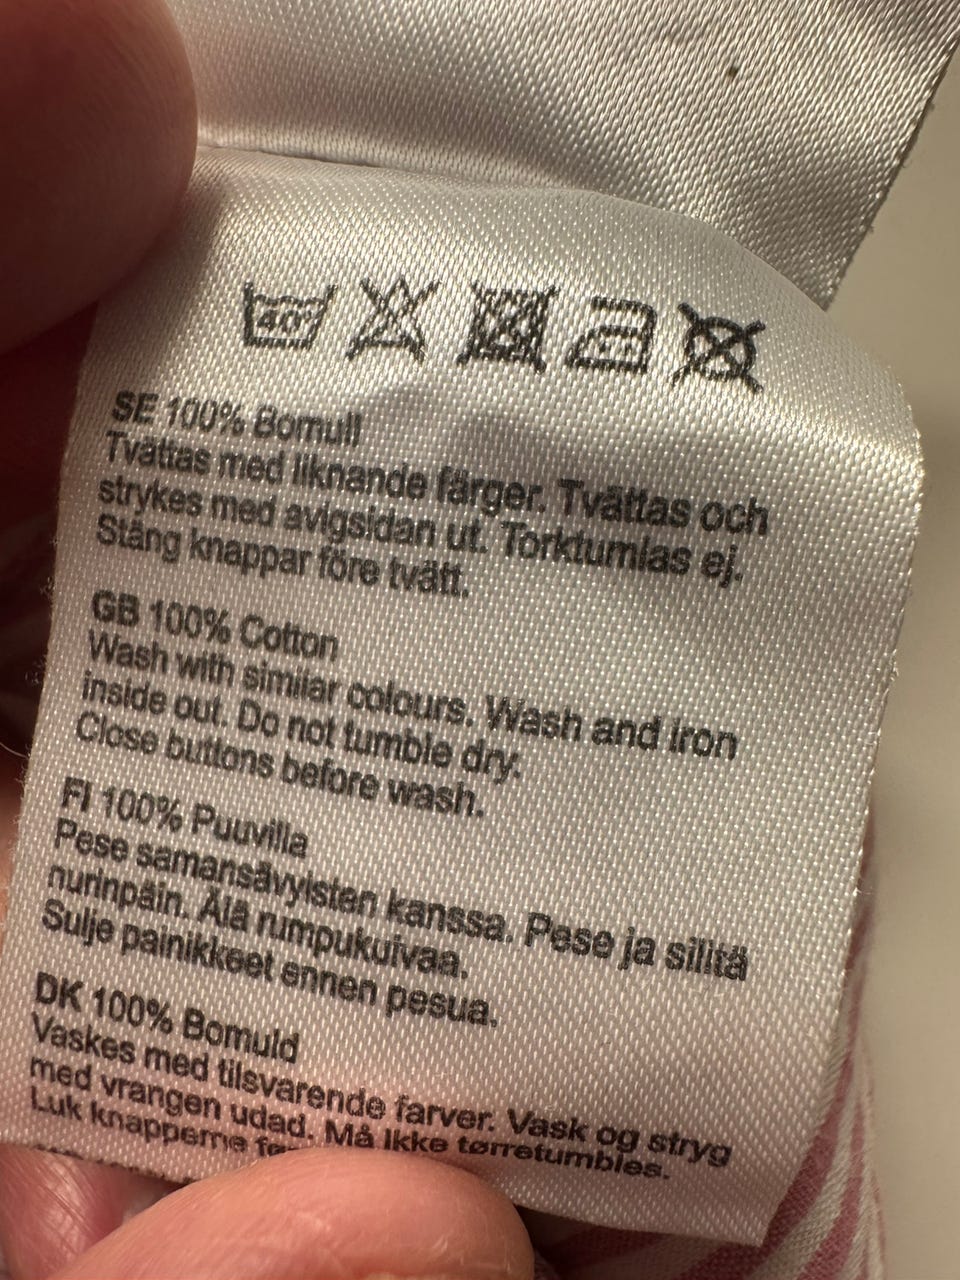 40°
SE 100% Bomull
Tvättas med liknande färger. Tvättas och
strykes med avigsidan ut. Torktumlas ej.
Stäng knappar före tvätt.
GB 100% Cotton
Wash with similar colours. Wash and iron
inside out. Do not tumble dry.
Close buttons before wash.
FI 100% Puuvilla
Pese samansävyisten kanssa. Pese ja silitä
nurinpäin. Älä rumpukuivaa.
Sulje painikkeet ennen pesua.
DK 100% Bomuld
Vaskes med tilsvarende farver. Vask og stryg
med vrangen udad. Må ikke tørretumbles.
Luk knapperne